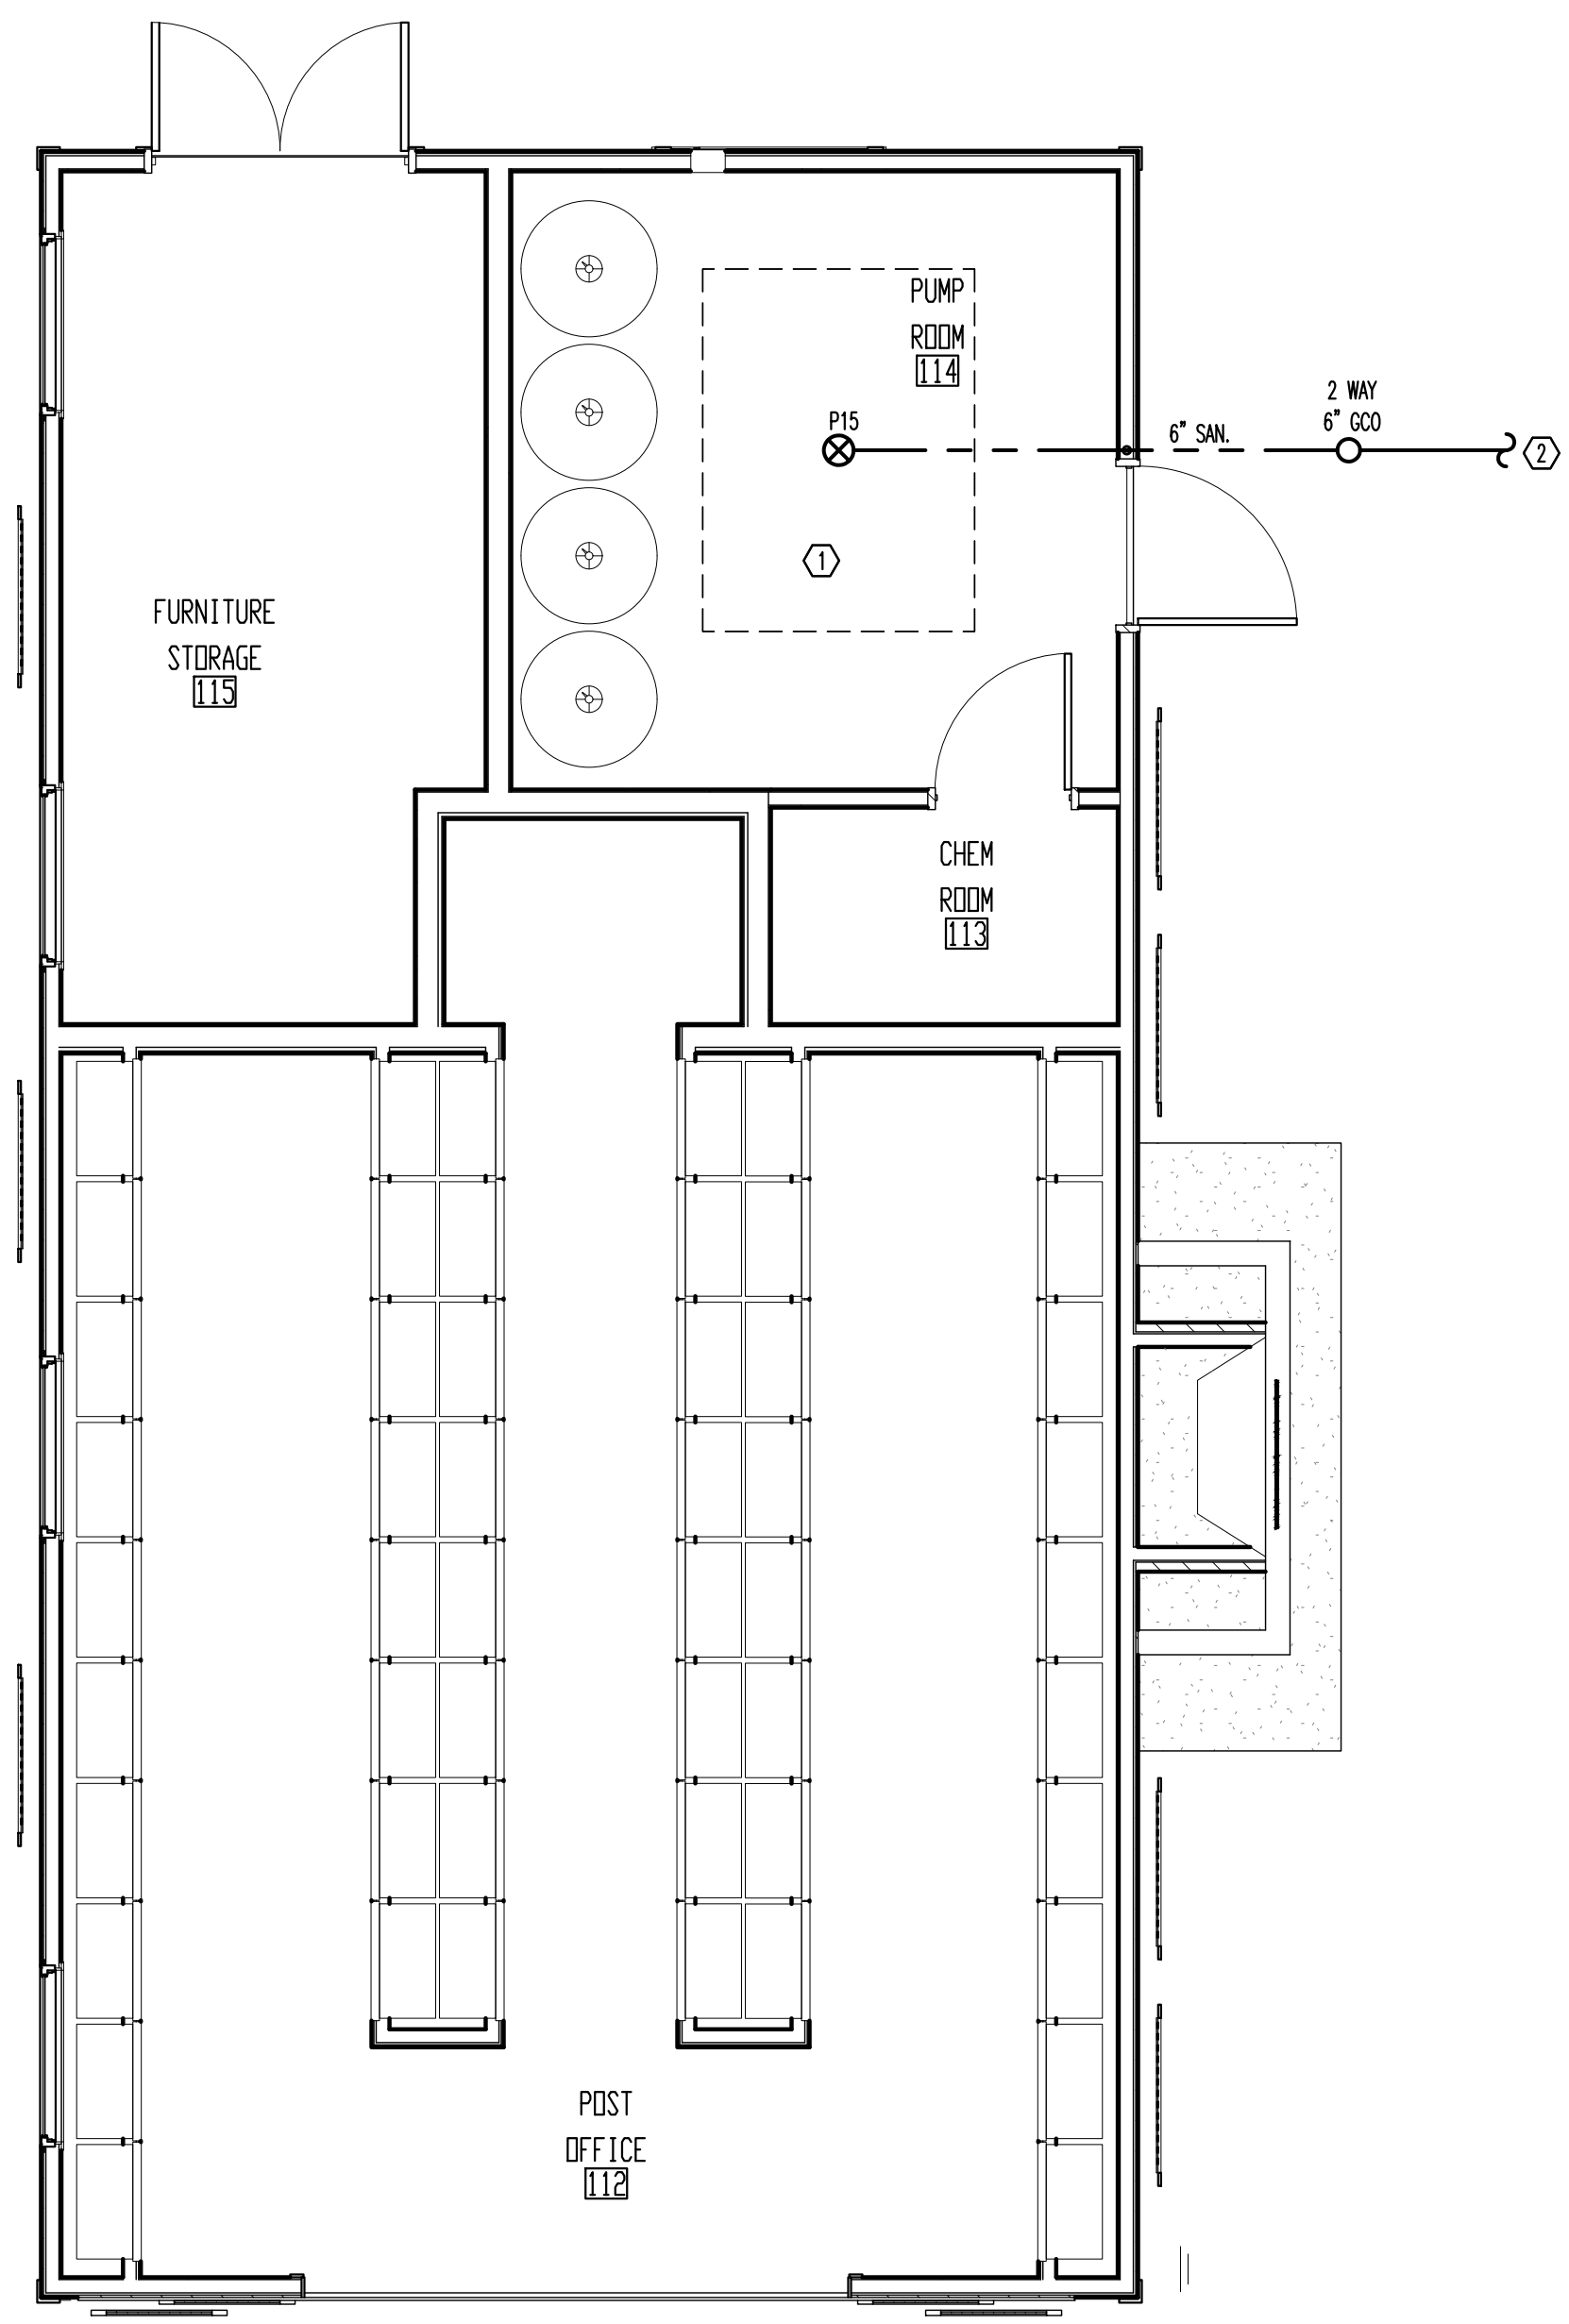 PUMP
ROOM
114
2 WAY
6" GCO
P15
6" SAN.
2
1
FURNITURE
STORAGE
115
CHEM
ROOM
113
POST
OFFICE
112